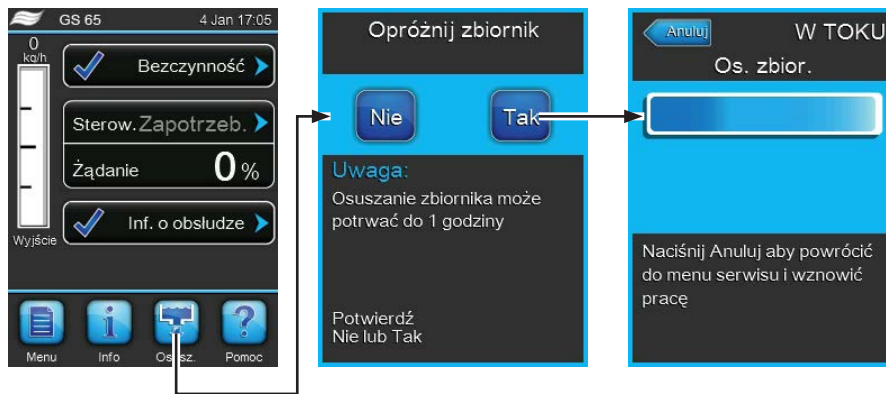 GS 65 4 Jan 17:05
0
kg/h
Bezczynność
Sterow. Zapotrzeb.
Żądanie 0 %
Inf. o obsłudze
Wyjście
Menu Info Osusz. Pomoc
Opróżnij zbiornik
Nie Tak
Uwaga:
Osuszanie zbiornika może
potrwać do 1 godziny
Potwierdź
Nie lub Tak
Anuluj W TOKU
Os. zbior.
Naciśnij Anuluj aby powrócić
do menu serwisu i wznowić
pracę